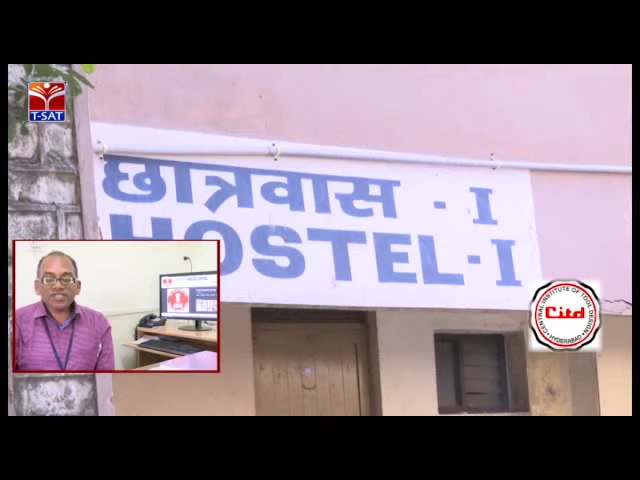 T-SAT
छात्रवास - I
HOSTEL - I
CENTRAL INSTITUTE OF TOOL DESIGN
Citd
HYDERABAD